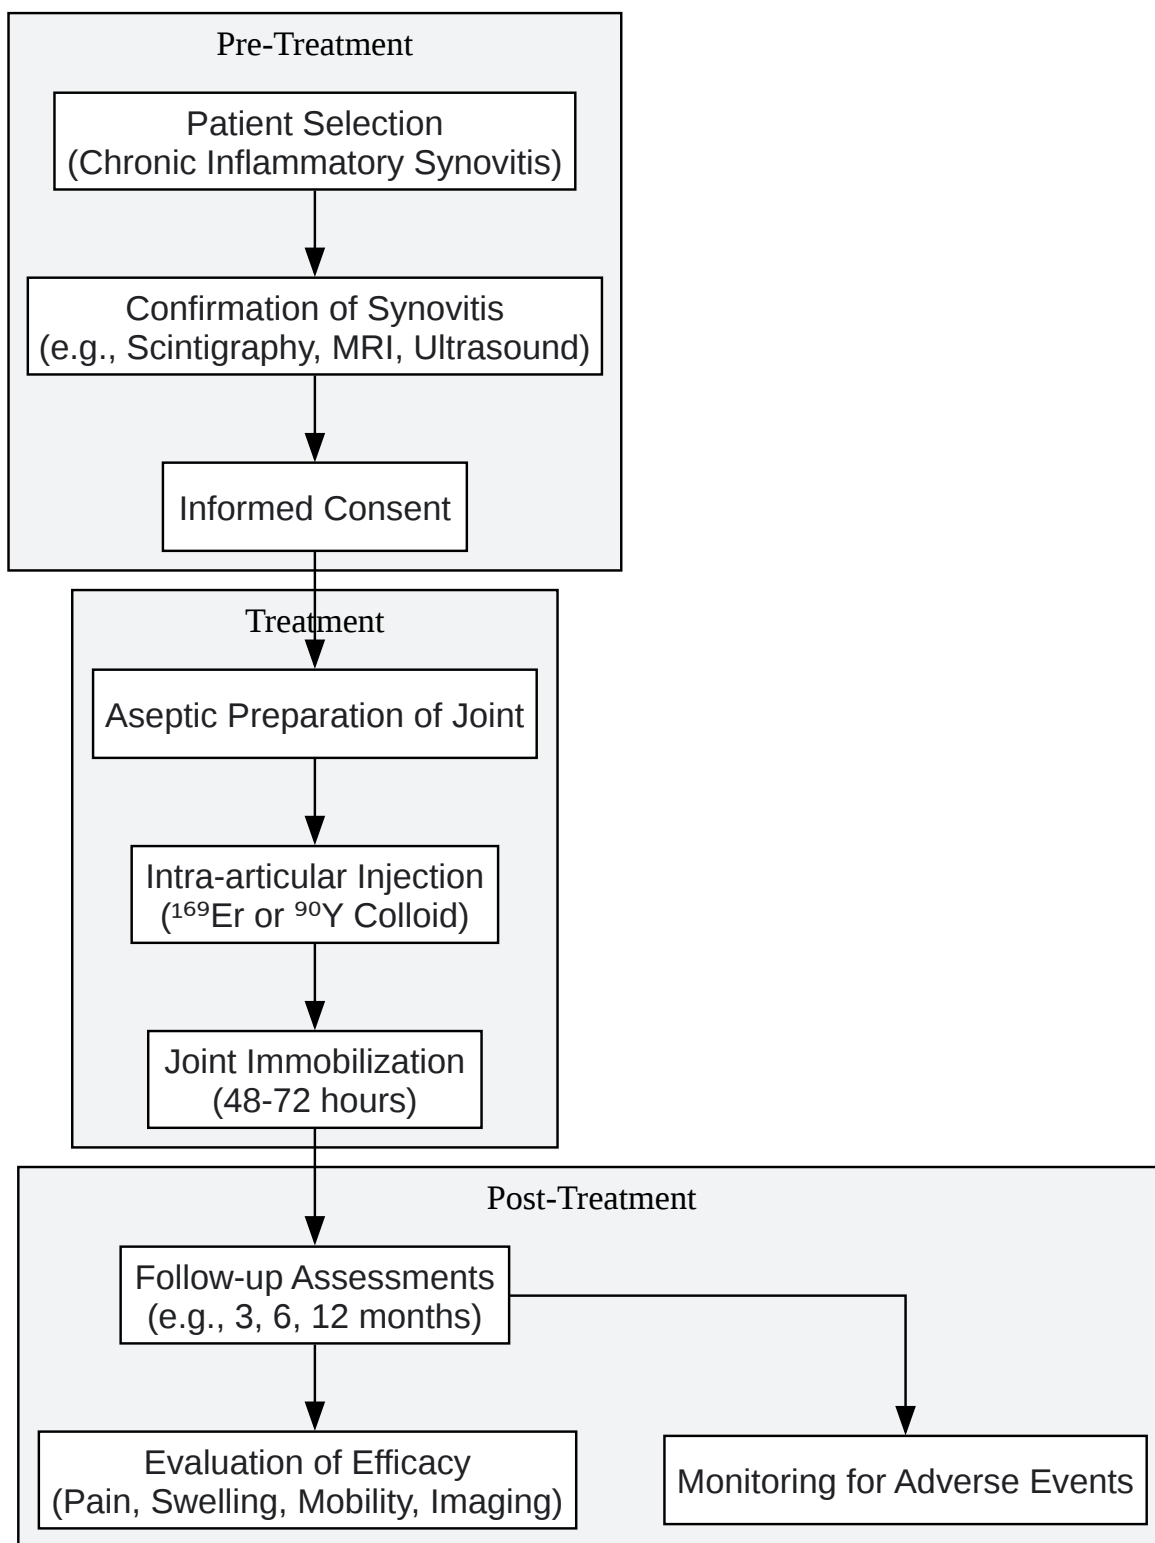 Pre-Treatment
Patient Selection
(Chronic Inflammatory Synovitis)
Confirmation of Synovitis
(e.g., Scintigraphy, MRI, Ultrasound)
Informed Consent
Treatment
Aseptic Preparation of Joint
Intra-articular Injection
(¹⁶⁹Er or ⁹⁰Y Colloid)
Joint Immobilization
(48-72 hours)
Post-Treatment
Follow-up Assessments
(e.g., 3, 6, 12 months)
Evaluation of Efficacy
(Pain, Swelling, Mobility, Imaging)
Monitoring for Adverse Events